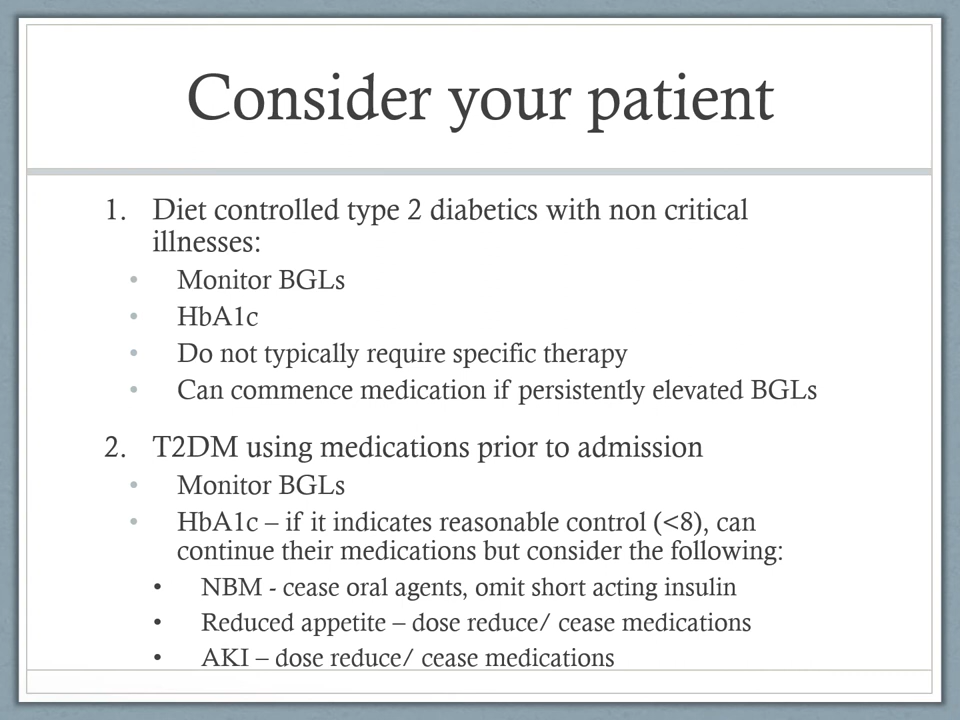 Consider your patient
1. Diet controlled type 2 diabetics with non critical
illnesses:
• Monitor BGLs
• HbA1c
• Do not typically require specific therapy
• Can commence medication if persistently elevated BGLs
2. T2DM using medications prior to admission
• Monitor BGLs
• HbA1c – if it indicates reasonable control (<8), can
continue their medications but consider the following:
• NBM - cease oral agents, omit short acting insulin
• Reduced appetite – dose reduce/ cease medications
• AKI – dose reduce/ cease medications